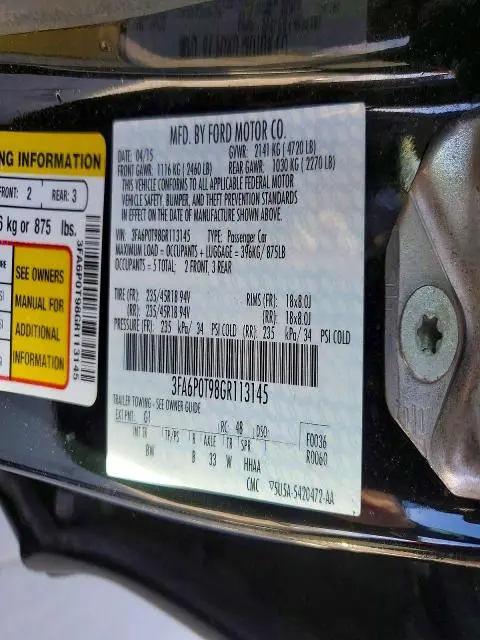 MFD. BY FORD MOTOR CO.
DATE: 04/15 GVWR: 2141 KG ( 4720 LB)
FRONT GAWR: 1116 KG ( 2460 LB) REAR GAWR: 1030 KG ( 2270 LB)
THIS VEHICLE CONFORMS TO ALL APPLICABLE FEDERAL MOTOR
VEHICLE SAFETY, BUMPER, AND THEFT PREVENTION STANDARDS
IN EFFECT ON THE DATE OF MANUFACTURE SHOWN ABOVE.
VIN: 3FA6P0T98GR113145 TYPE: Passenger Car
MAXIMUM LOAD = OCCUPANTS + LUGGAGE = 396KG/ 875LB
OCCUPANTS = 5 TOTAL: 2 FRONT, 3 REAR
TIRE (FR): 235/45R18 94V RIMS (FR): 18x8.0J
(RR): 235/45R18 94V (RR): 18x8.0J
PRESSURE (FR): 235 kPa/ 34 PSI COLD (RR): 235 kPa/ 34 PSI COLD
3FA6P0T98GR113145
TRAILER TOWING - SEE OWNER GUIDE
EXT PNT: G1 RC: 48 DSO: F0036
INT TR TP/PS R AXLE TR SPR R0060
BW B 33 W HHAA
CMC 5U5A-5420472-AA
NG INFORMATION
FRONT: 2 REAR: 3
6 kg or 875 lbs.
SEE OWNERS
MANUAL FOR
ADDITIONAL
INFORMATION
3FA6P0T98GR113145